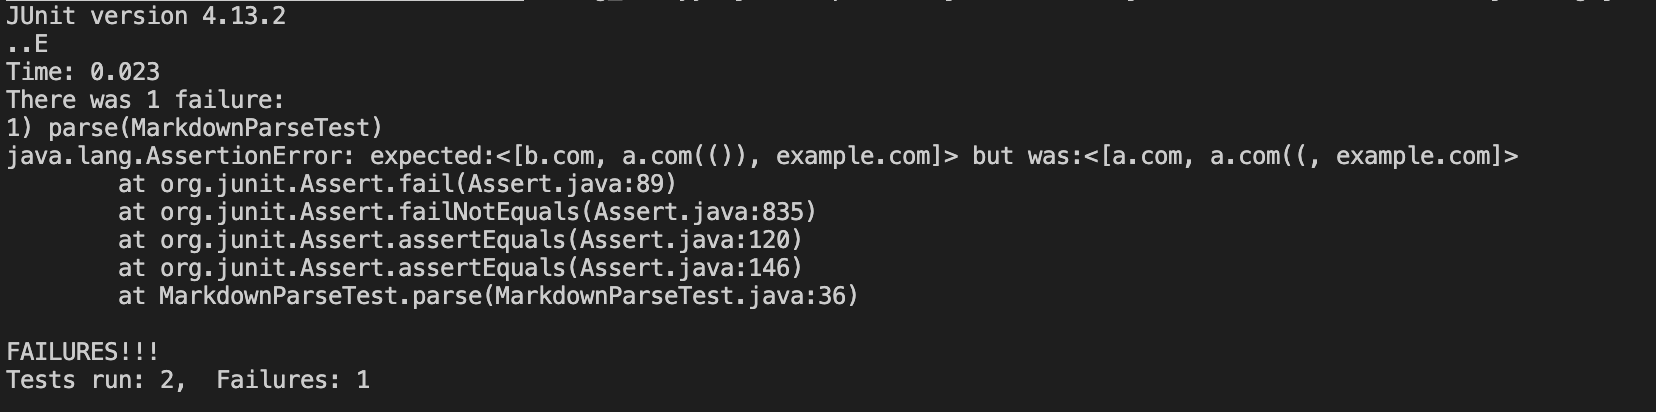 JUnit version 4.13.2
..E
Time: 0.023
There was 1 failure:
1) parse(MarkdownParseTest)
java.lang.AssertionError: expected:<[b.com, a.com(()), example.com]> but was:<[a.com, a.com((, example.com]>
        at org.junit.Assert.fail(Assert.java:89)
        at org.junit.Assert.failNotEquals(Assert.java:835)
        at org.junit.Assert.assertEquals(Assert.java:120)
        at org.junit.Assert.assertEquals(Assert.java:146)
        at MarkdownParseTest.parse(MarkdownParseTest.java:36)

FAILURES!!!
Tests run: 2,  Failures: 1